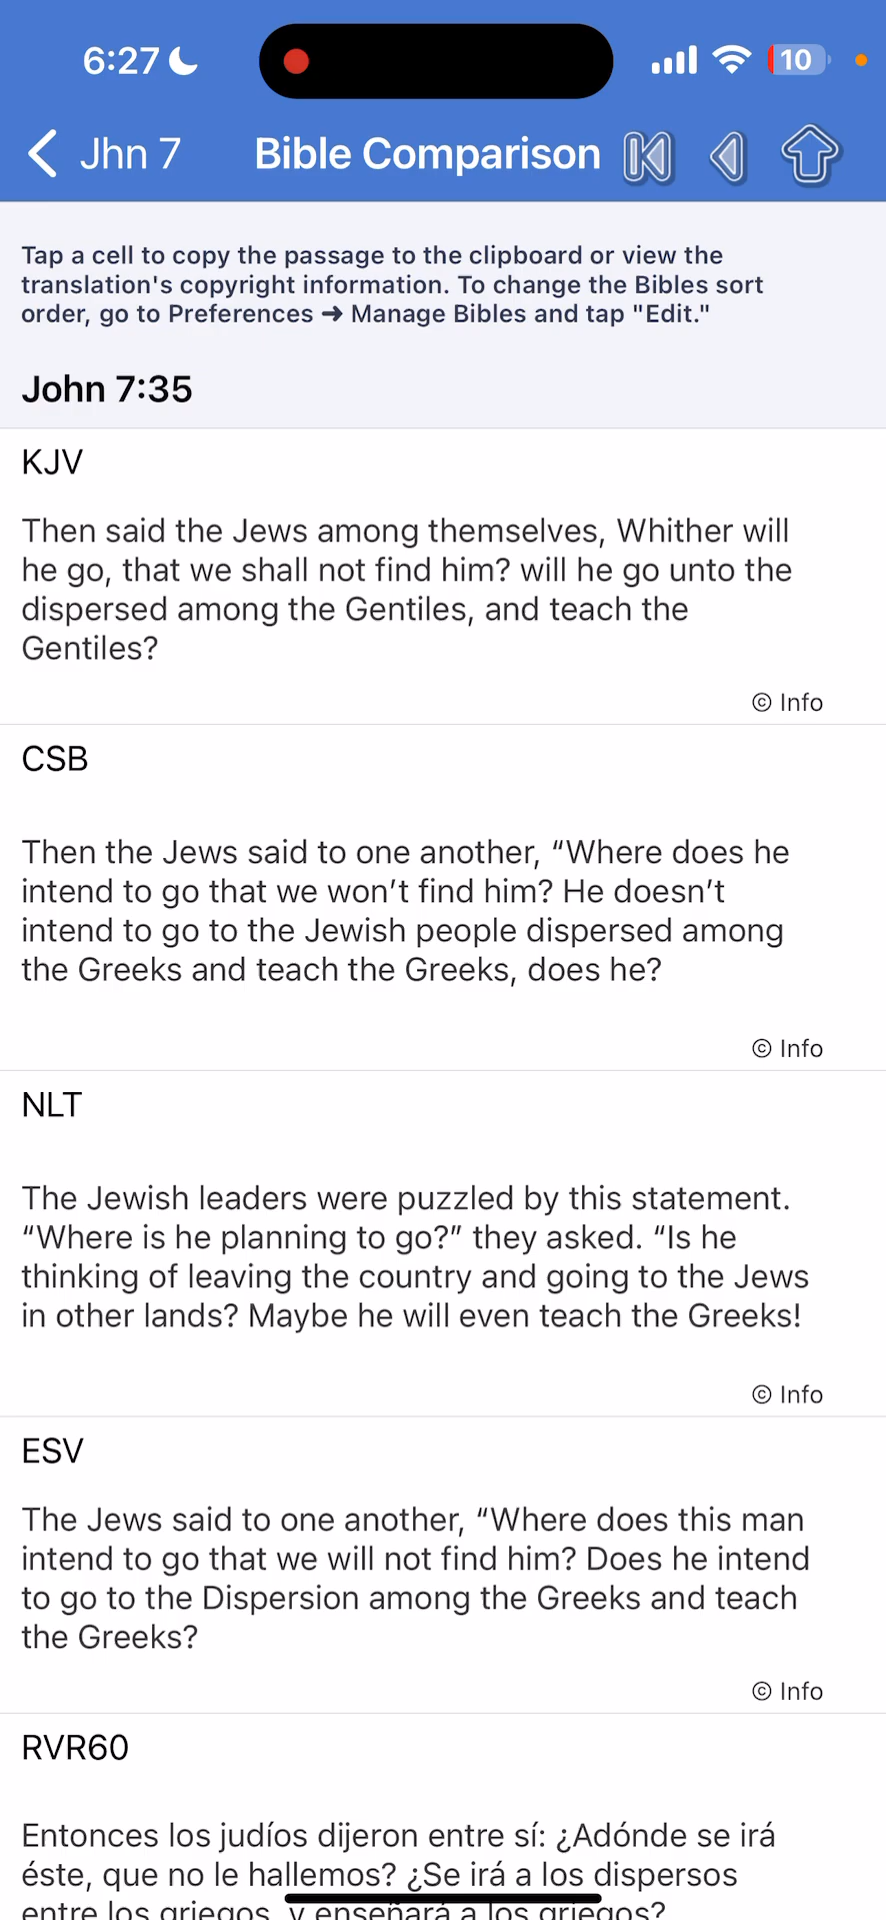 6:27
10
Jhn 7
Bible Comparison
Tap a cell to copy the passage to the clipboard or view the
translation's copyright information. To change the Bibles sort
order, go to Preferences ➜ Manage Bibles and tap "Edit."
John 7:35
KJV
Then said the Jews among themselves, Whither will
he go, that we shall not find him? will he go unto the
dispersed among the Gentiles, and teach the
Gentiles?
© Info
CSB
Then the Jews said to one another, “Where does he
intend to go that we won’t find him? He doesn’t
intend to go to the Jewish people dispersed among
the Greeks and teach the Greeks, does he?
© Info
NLT
The Jewish leaders were puzzled by this statement.
“Where is he planning to go?” they asked. “Is he
thinking of leaving the country and going to the Jews
in other lands? Maybe he will even teach the Greeks!
© Info
ESV
The Jews said to one another, “Where does this man
intend to go that we will not find him? Does he intend
to go to the Dispersion among the Greeks and teach
the Greeks?
© Info
RVR60
Entonces los judíos dijeron entre sí: ¿Adónde se irá
éste, que no le hallemos? ¿Se irá a los dispersos
entre los griegos, y enseñará a los griegos?